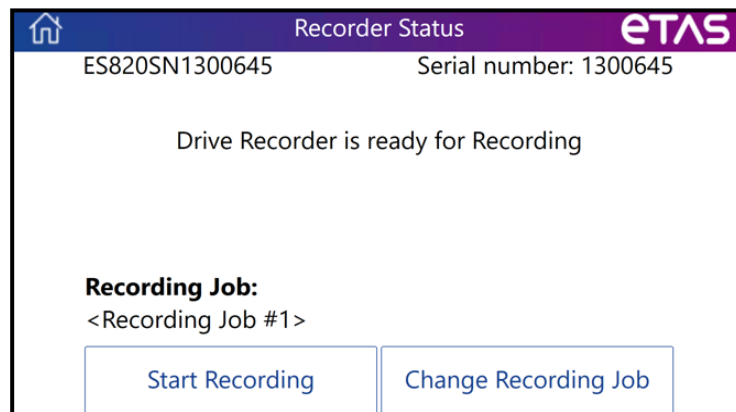 Recorder Status
eTAS
ES820SN1300645 Serial number: 1300645
Drive Recorder is ready for Recording
Recording Job:
<Recording Job #1>
Start Recording Change Recording Job